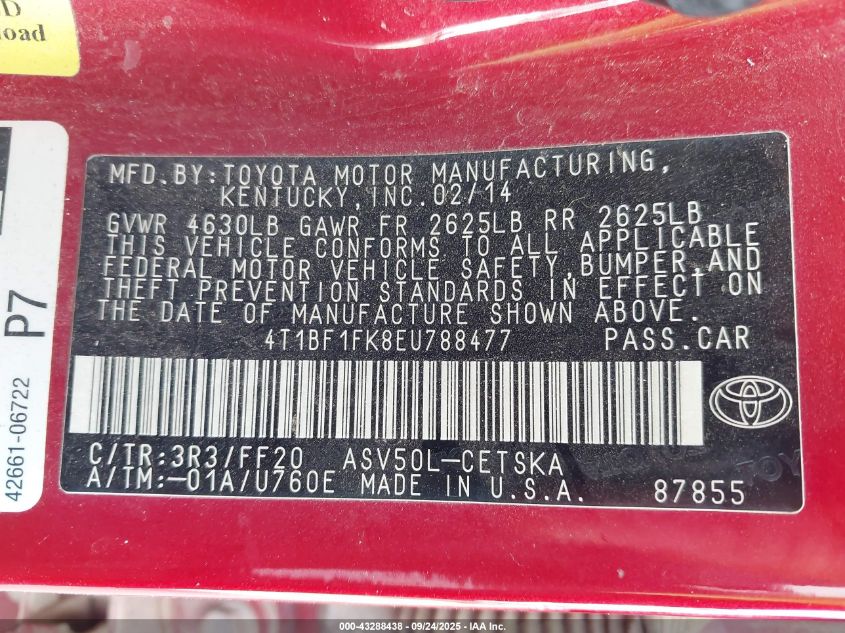 D
oad
P7
42661-06722
MFD.BY:TOYOTA MOTOR MANUFACTURING,
KENTUCKY,INC.02/14
GVWR 4630LB GAWR FR 2625LB RR 2625LB
THIS VEHICLE CONFORMS TO ALL APPLICABLE
FEDERAL MOTOR VEHICLE SAFETY,BUMPER,AND
THEFT PREVENTION STANDARDS IN EFFECT ON
THE DATE OF MANUFACTURE SHOWN ABOVE.
4T1BF1FK8EU788477 PASS.CAR
C/TR:3R3/FF20 ASV50L-CETSKA
A/TM:-01A/U760E MADE IN U.S.A. 87855
000-43288438 - 09/24/2025 - IAA, Inc.